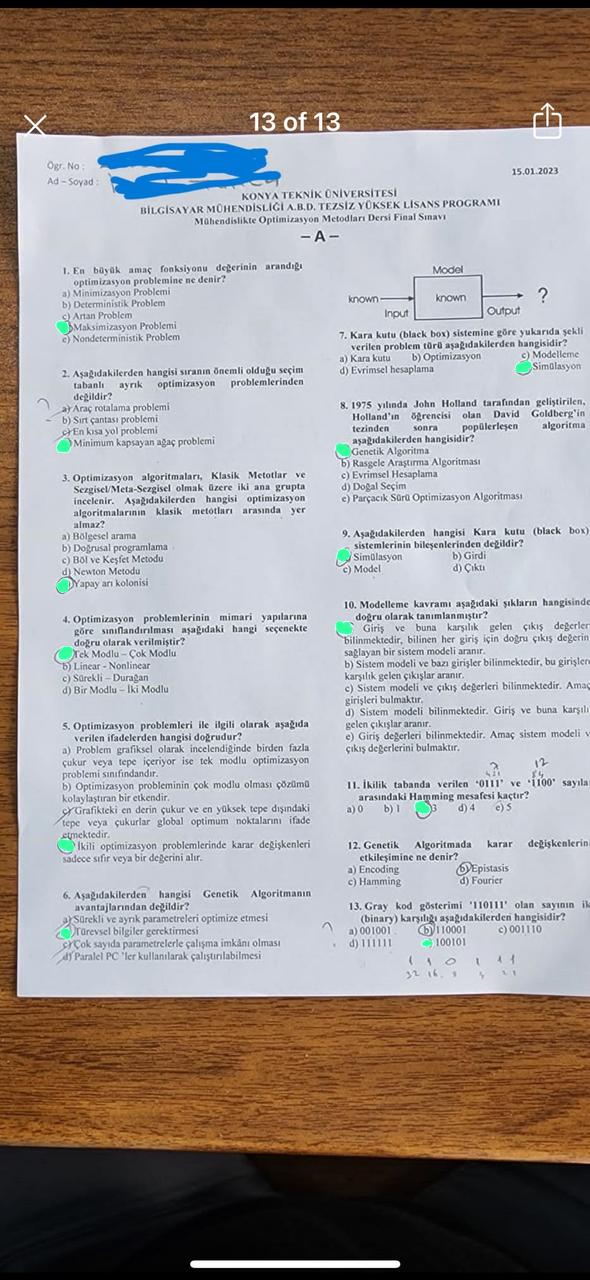 13 of 13
Ögr. No :
Ad – Soyad :
15.01.2023
KONYA TEKNİK ÜNİVERSİTESİ
BİLGİSAYAR MÜHENDİSLİĞİ A.B.D. TEZSİZ YÜKSEK LİSANS PROGRAMI
Mühendislikte Optimizasyon Metodları Dersi Final Sınavı
– A –
1. En büyük amaç fonksiyonu değerinin arandığı
optimizasyon problemine ne denir?
a) Minimizasyon Problemi
b) Deterministik Problem
c) Artan Problem
Maksimizasyon Problemi
e) Nondeterministik Problem
2. Aşağıdakilerden hangisi sıranın önemli olduğu seçim
tabanlı ayrık optimizasyon problemlerinden
değildir?
a) Araç rotalama problemi
b) Sırt çantası problemi
c) En kısa yol problemi
Minimum kapsayan ağaç problemi
3. Optimizasyon algoritmaları, Klasik Metotlar ve
Sezgisel/Meta-Sezgisel olmak üzere iki ana grupta
incelenir. Aşağıdakilerden hangisi optimizasyon
algoritmalarının klasik metotları arasında yer
almaz?
a) Bölgesel arama
b) Doğrusal programlama
c) Böl ve Keşfet Metodu
d) Newton Metodu
Yapay arı kolonisi
4. Optimizasyon problemlerinin mimari yapılarına
göre sınıflandırılması aşağıdaki hangi seçenekte
doğru olarak verilmiştir?
Tek Modlu – Çok Modlu
b) Linear - Nonlinear
c) Sürekli – Durağan
d) Bir Modlu – İki Modlu
5. Optimizasyon problemleri ile ilgili olarak aşağıda
verilen ifadelerden hangisi doğrudur?
a) Problem grafiksel olarak incelendiğinde birden fazla
çukur veya tepe içeriyor ise tek modlu optimizasyon
problemi sınıfındandır.
b) Optimizasyon probleminin çok modlu olması çözümü
kolaylaştıran bir etkendir.
c) Grafikteki en derin çukur ve en yüksek tepe dışındaki
tepe veya çukurlar global optimum noktalarını ifade
etmektedir.
İkili optimizasyon problemlerinde karar değişkenleri
sadece sıfır veya bir değerini alır.
6. Aşağıdakilerden hangisi Genetik Algoritmanın
avantajlarından değildir?
a) Sürekli ve ayrık parametreleri optimize etmesi
Türevsel bilgiler gerektirmesi
c) Çok sayıda parametrelerle çalışma imkânı olması
d) Paralel PC 'ler kullanılarak çalıştırılabilmesi
Model
known
Input
known
Output
?
7. Kara kutu (black box) sistemine göre yukarıda şekli
verilen problem türü aşağıdakilerden hangisidir?
a) Kara kutu b) Optimizasyon c) Modelleme
d) Evrimsel hesaplama Simülasyon
8. 1975 yılında John Holland tarafından geliştirilen,
Holland'ın öğrencisi olan David Goldberg'in
tezinden sonra popülerleşen algoritma
aşağıdakilerden hangisidir?
Genetik Algoritma
b) Rasgele Araştırma Algoritması
c) Evrimsel Hesaplama
d) Doğal Seçim
e) Parçacık Sürü Optimizasyon Algoritması
9. Aşağıdakilerden hangisi Kara kutu (black box)
sistemlerinin bileşenlerinden değildir?
Simülasyon b) Girdi
c) Model d) Çıktı
10. Modelleme kavramı aşağıdaki şıkların hangisinde
doğru olarak tanımlanmıştır?
Giriş ve buna karşılık gelen çıkış değerler
bilinmektedir, bilinen her giriş için doğru çıkış değerin
sağlayan bir sistem modeli aranır.
b) Sistem modeli ve bazı girişler bilinmektedir, bu girişlere
karşılık gelen çıkışlar aranır.
c) Sistem modeli ve çıkış değerleri bilinmektedir. Amaç
girişleri bulmaktır.
d) Sistem modeli bilinmektedir. Giriş ve buna karşılı
gelen çıkışlar aranır.
e) Giriş değerleri bilinmektedir. Amaç sistem modeli v
çıkış değerlerini bulmaktır.
7 12
421 84
11. İkilik tabanda verilen '0111' ve '1100' sayıla
arasındaki Hamming mesafesi kaçtır?
a) 0 b) 1 3 d) 4 e) 5
12. Genetik Algoritmada karar değişkenlerin
etkileşimine ne denir?
a) Encoding b) Epistasis
c) Hamming d) Fourier
13. Gray kod gösterimi '110111' olan sayının ik
(binary) karşılığı aşağıdakilerden hangisidir?
a) 001001 b) 110001 c) 001110
d) 111111 100101
1 1 0 1 1 1
32 16 8 4 2 1